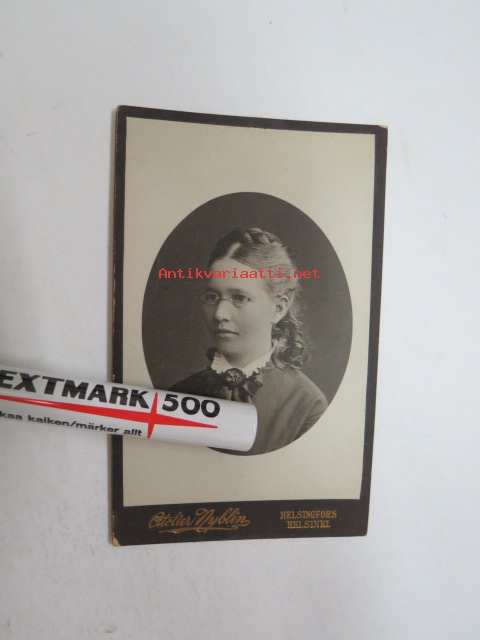 Antikvariaatti.net
EXTMARK 500
kaa kaiken/märker allt
Atelier Nyblin
HELSINGFORS
HELSINKI.